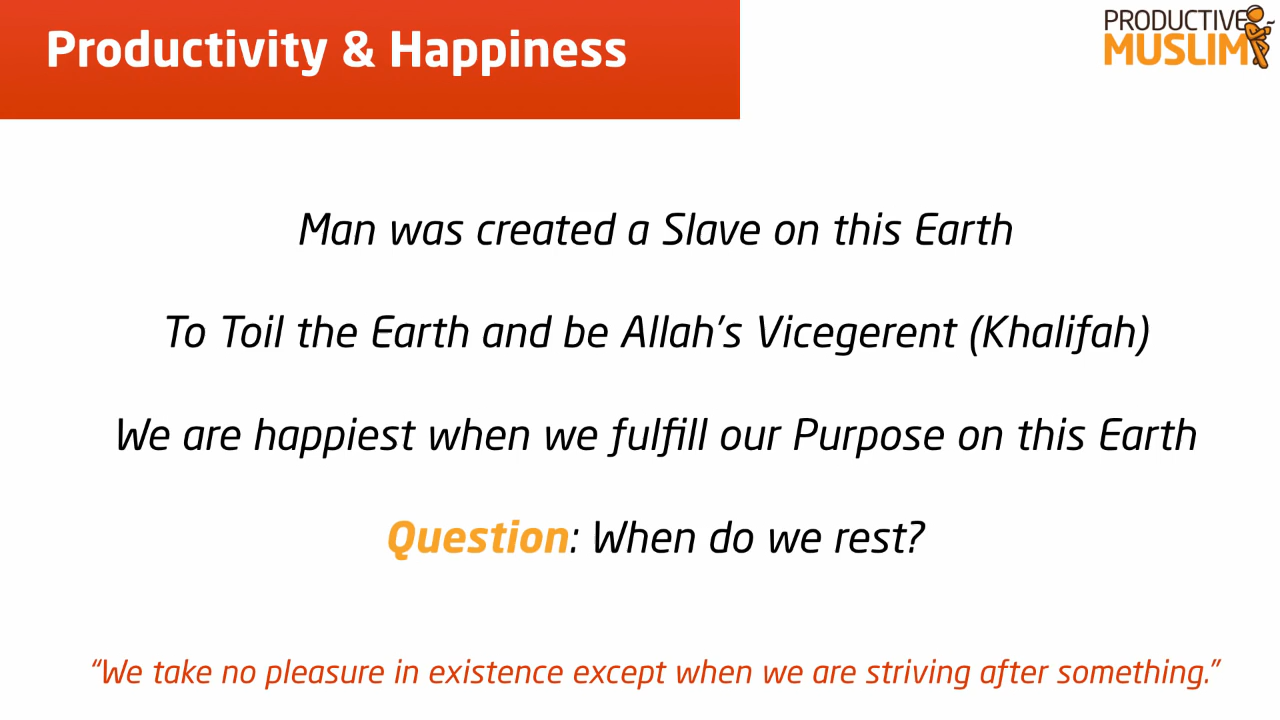 Productivity & Happiness
PRODUCTIVE
MUSLIM
Man was created a Slave on this Earth
To Toil the Earth and be Allah’s Vicegerent (Khalifah)
We are happiest when we fulfill our Purpose on this Earth
Question: When do we rest?
“We take no pleasure in existence except when we are striving after something.”